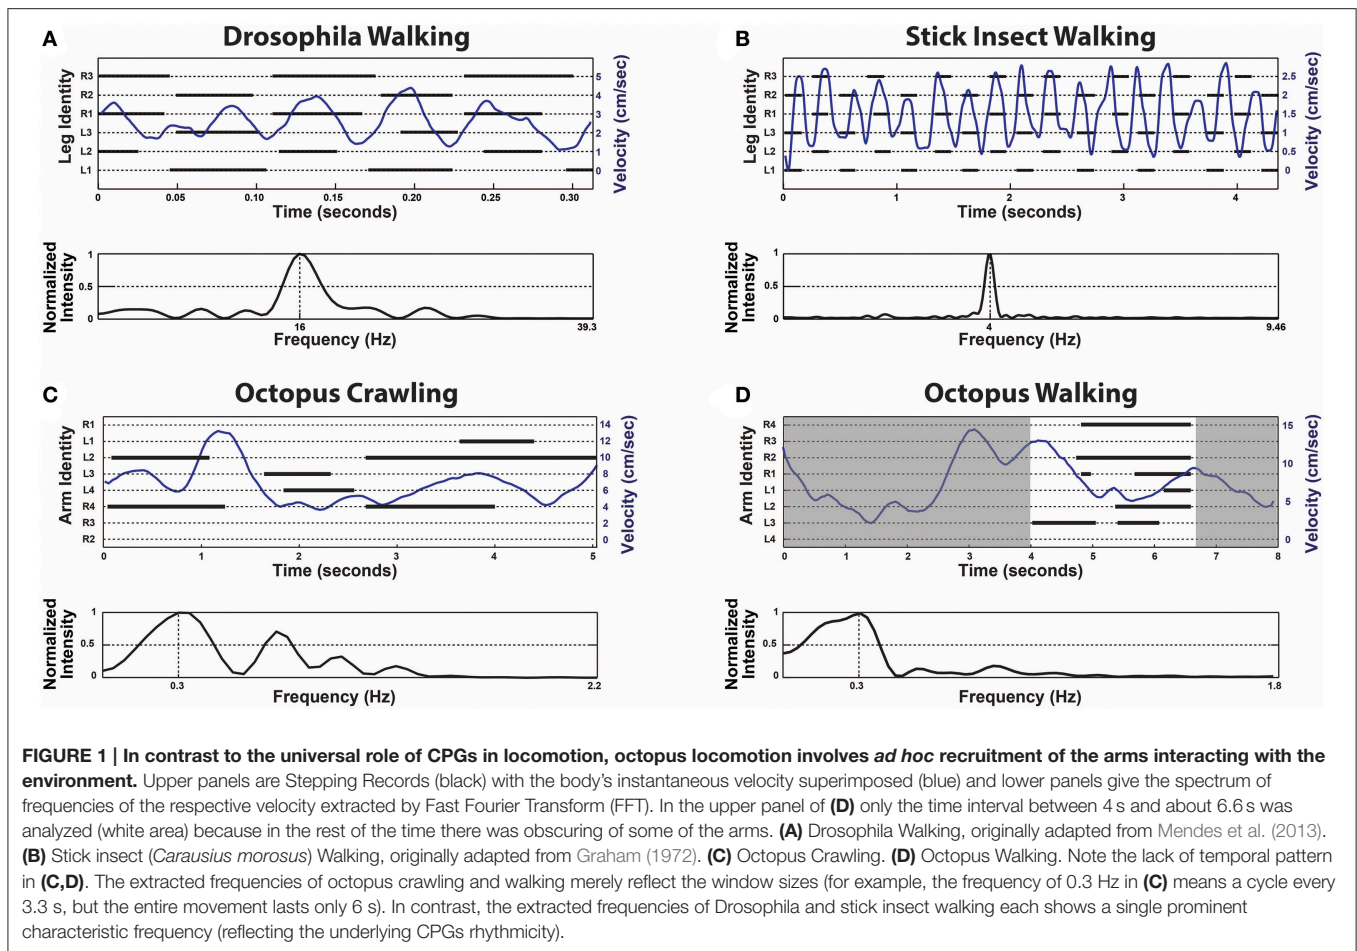 A
Drosophila Walking
Leg Identity
R3
R2
R1
L3
L2
L1
5
4
3
2
1
0
Velocity (cm/sec)
0 0.05 0.10 0.15 0.20 0.25 0.30
Time (seconds)
Normalized
Intensity
1
0.5
0
16 39.3
Frequency (Hz)
B
Stick Insect Walking
Leg Identity
R3
R2
R1
L3
L2
L1
2.5
2
1.5
1
0.5
0
Velocity (cm/sec)
0 1 2 3 4
Time (seconds)
Normalized
Intensity
1
0.5
0
4 9.46
Frequency (Hz)
C
Octopus Crawling
Arm Identity
R1
L1
L2
L3
L4
R4
R3
R2
14
12
10
8
6
4
2
0
Velocity (cm/sec)
0 1 2 3 4 5
Time (seconds)
Normalized
Intensity
1
0.5
0
0.3 2.2
Frequency (Hz)
D
Octopus Walking
Arm Identity
R4
R3
R2
R1
L1
L2
L3
L4
15
10
5
0
Velocity (cm/sec)
0 1 2 3 4 5 6 7 8
Time (seconds)
Normalized
Intensity
1
0.5
0
0.3 1.8
Frequency (Hz)
FIGURE 1 | In contrast to the universal role of CPGs in locomotion, octopus locomotion involves ad hoc recruitment of the arms interacting with the
environment. Upper panels are Stepping Records (black) with the body's instantaneous velocity superimposed (blue) and lower panels give the spectrum of
frequencies of the respective velocity extracted by Fast Fourier Transform (FFT). In the upper panel of (D) only the time interval between 4 s and about 6.6 s was
analyzed (white area) because in the rest of the time there was obscuring of some of the arms. (A) Drosophila Walking, originally adapted from Mendes et al. (2013).
(B) Stick insect (Carausius morosus) Walking, originally adapted from Graham (1972). (C) Octopus Crawling. (D) Octopus Walking. Note the lack of temporal pattern
in (C,D). The extracted frequencies of octopus crawling and walking merely reflect the window sizes (for example, the frequency of 0.3 Hz in (C) means a cycle every
3.3 s, but the entire movement lasts only 6 s). In contrast, the extracted frequencies of Drosophila and stick insect walking each shows a single prominent
characteristic frequency (reflecting the underlying CPGs rhythmicity).